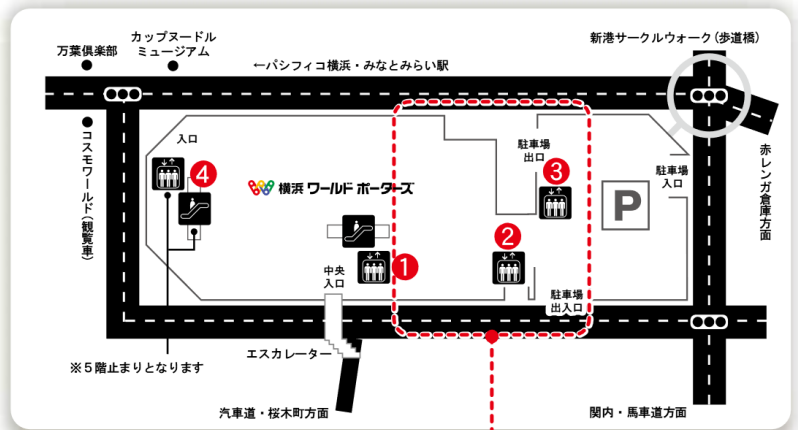 カップヌードル
ミュージアム
万葉倶楽部
←パシフィコ横浜・みなとみらい駅
新港サークルウォーク(歩道橋)
コスモワールド(観覧車)
入口
4
横浜 ワールド ポーターズ
駐車場
出口
3
P
駐車場
入口
赤レンガ倉庫方面
2
1
中央
入口
駐車場
出入口
エスカレーター
※5階止まりとなります
汽車道・桜木町方面
関内・馬車道方面